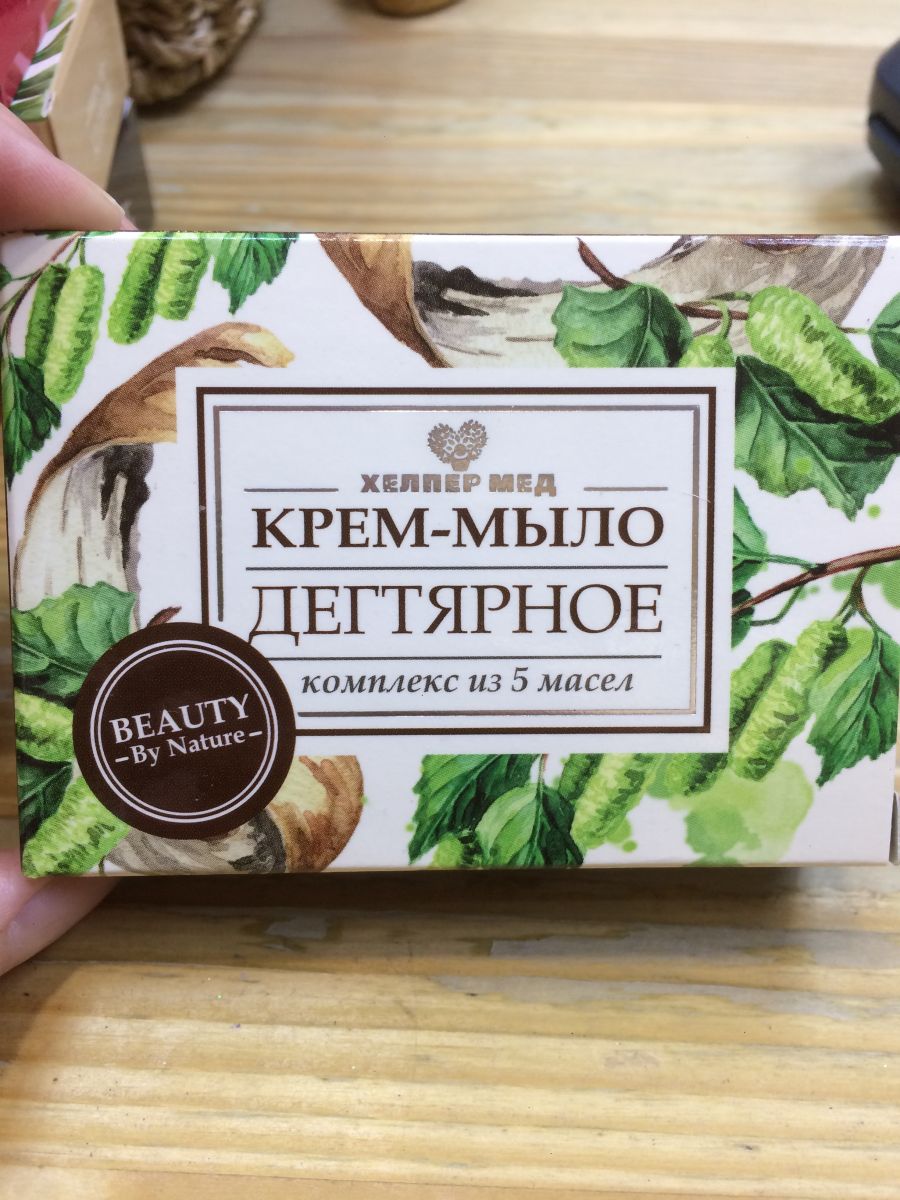 ХЕЛПЕР МЕД
КРЕМ-МЫЛО
ДЕГТЯРНОЕ
комплекс из 5 масел
BEAUTY
-By Nature-